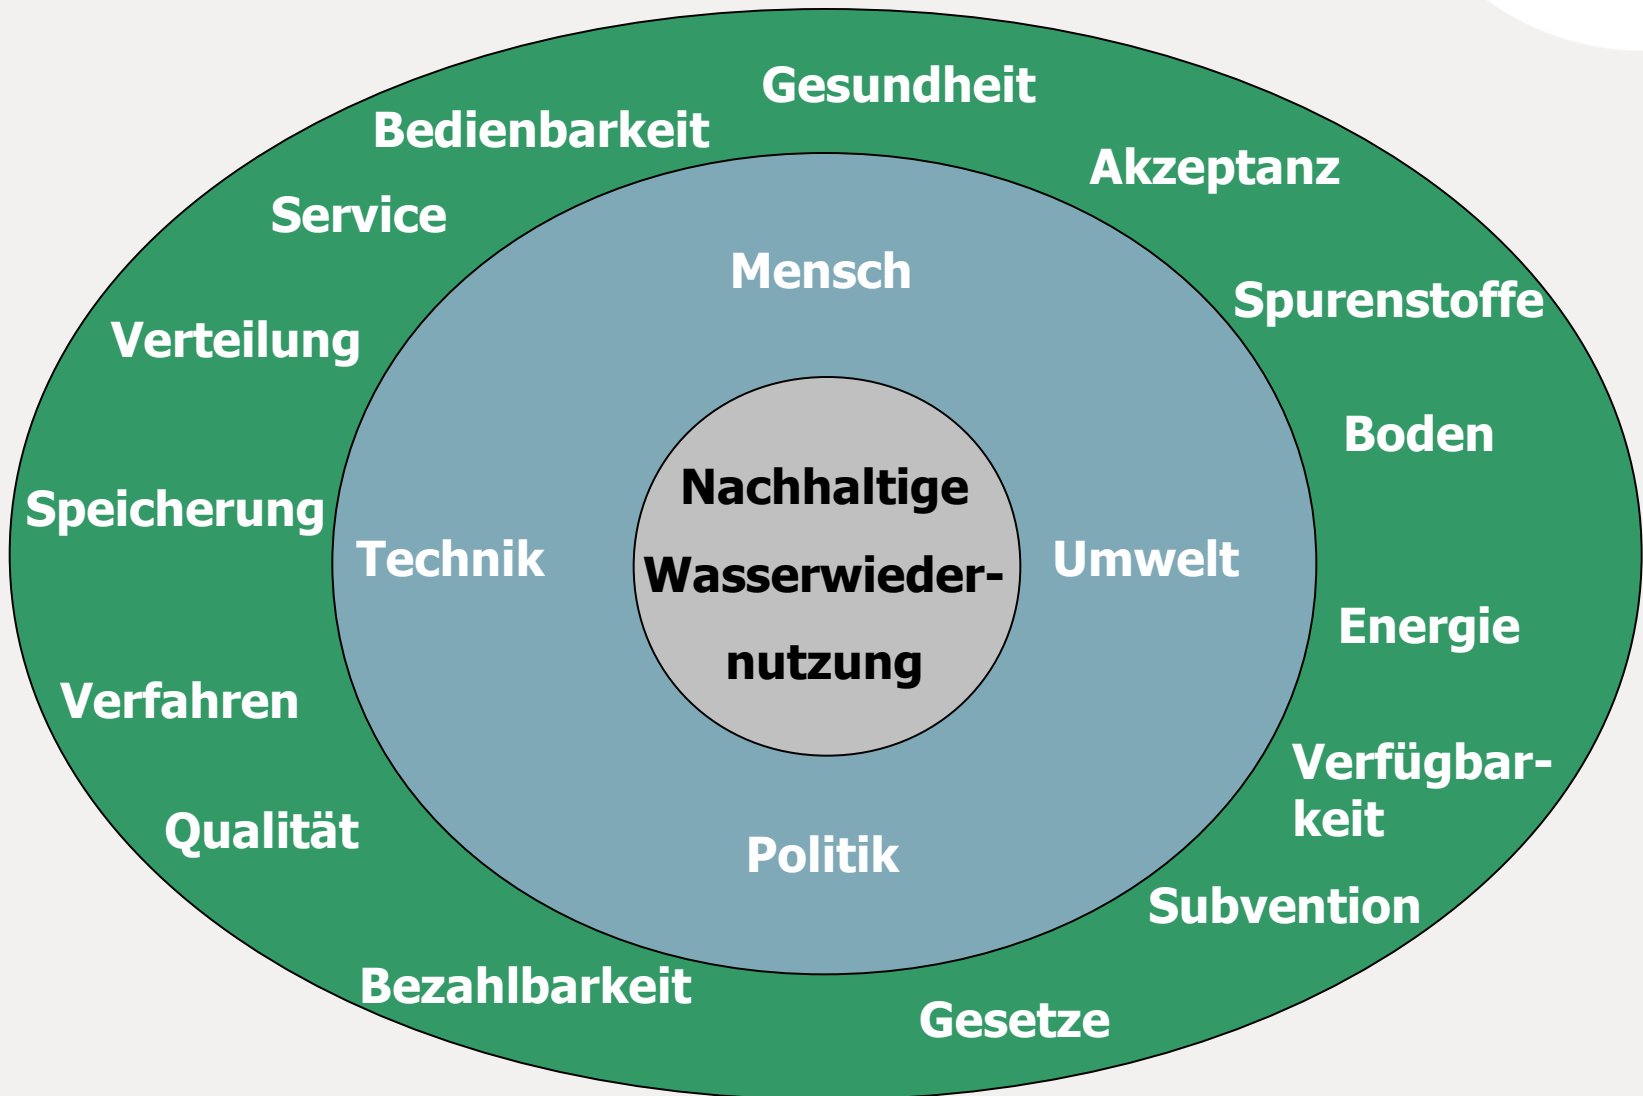 Gesundheit
Bedienbarkeit
Akzeptanz
Service
Mensch
Spurenstoffe
Verteilung
Boden
Nachhaltige
Wasserwieder-
nutzung
Speicherung
Technik
Umwelt
Energie
Verfahren
Verfügbar-
keit
Qualität
Politik
Subvention
Bezahlbarkeit
Gesetze